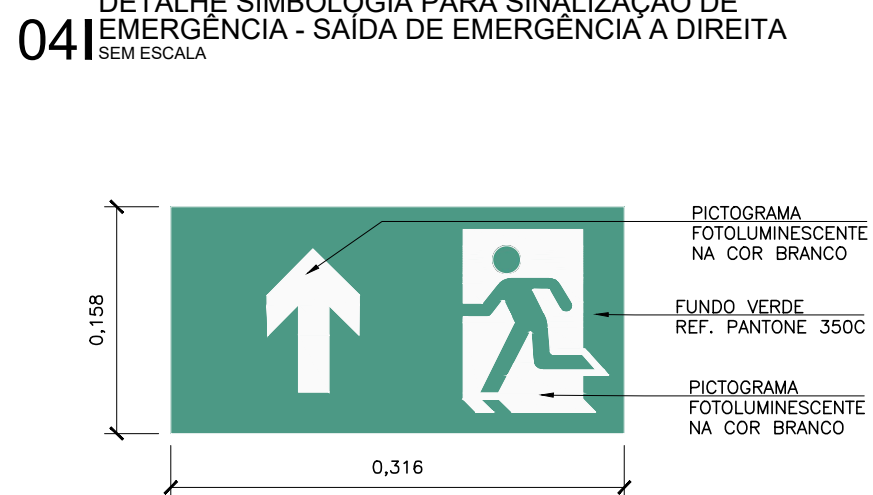 DETALHE SIMBOLOGIA PARA SINALIZAÇÃO DE
04 EMERGÊNCIA - SAÍDA DE EMERGÊNCIA A DIREITA
SEM ESCALA
PICTOGRAMA
FOTOLUMINESCENTE
NA COR BRANCO
0,158
FUNDO VERDE
REF. PANTONE 350C
PICTOGRAMA
FOTOLUMINESCENTE
NA COR BRANCO
0,316